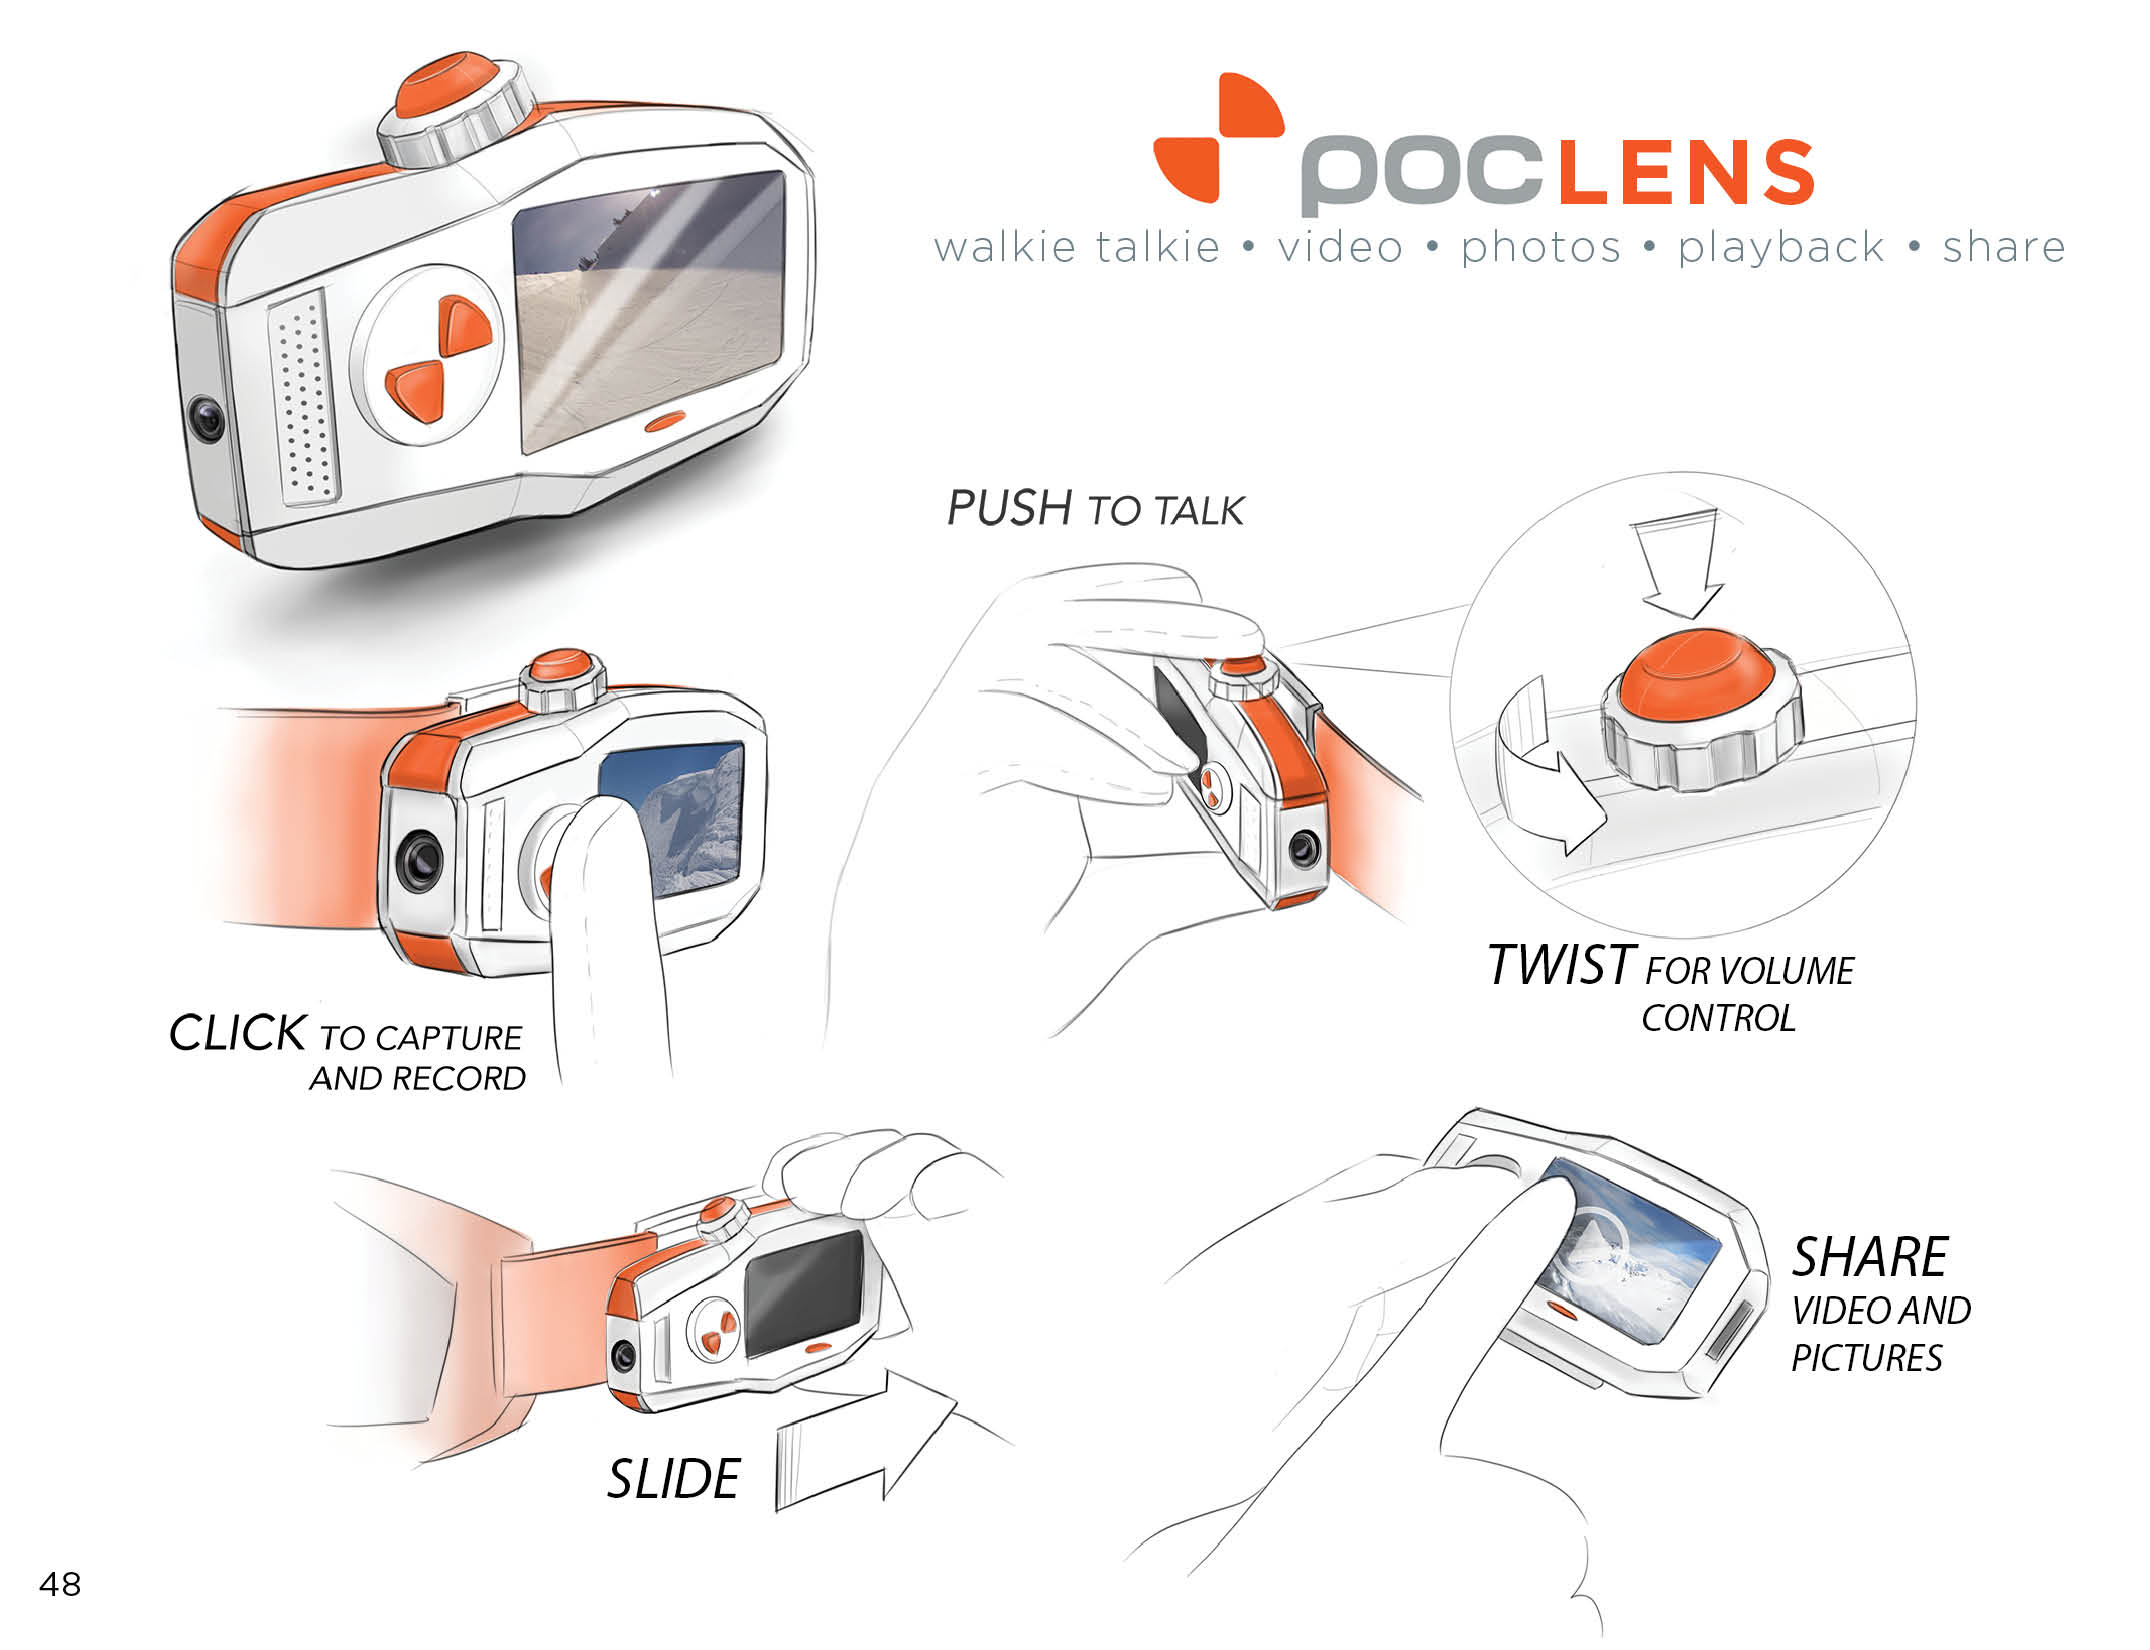 pocLENS
walkie talkie • video • photos • playback • share
PUSH TO TALK
TWIST FOR VOLUME
CONTROL
CLICK TO CAPTURE
AND RECORD
SLIDE
SHARE
VIDEO AND
PICTURES
48